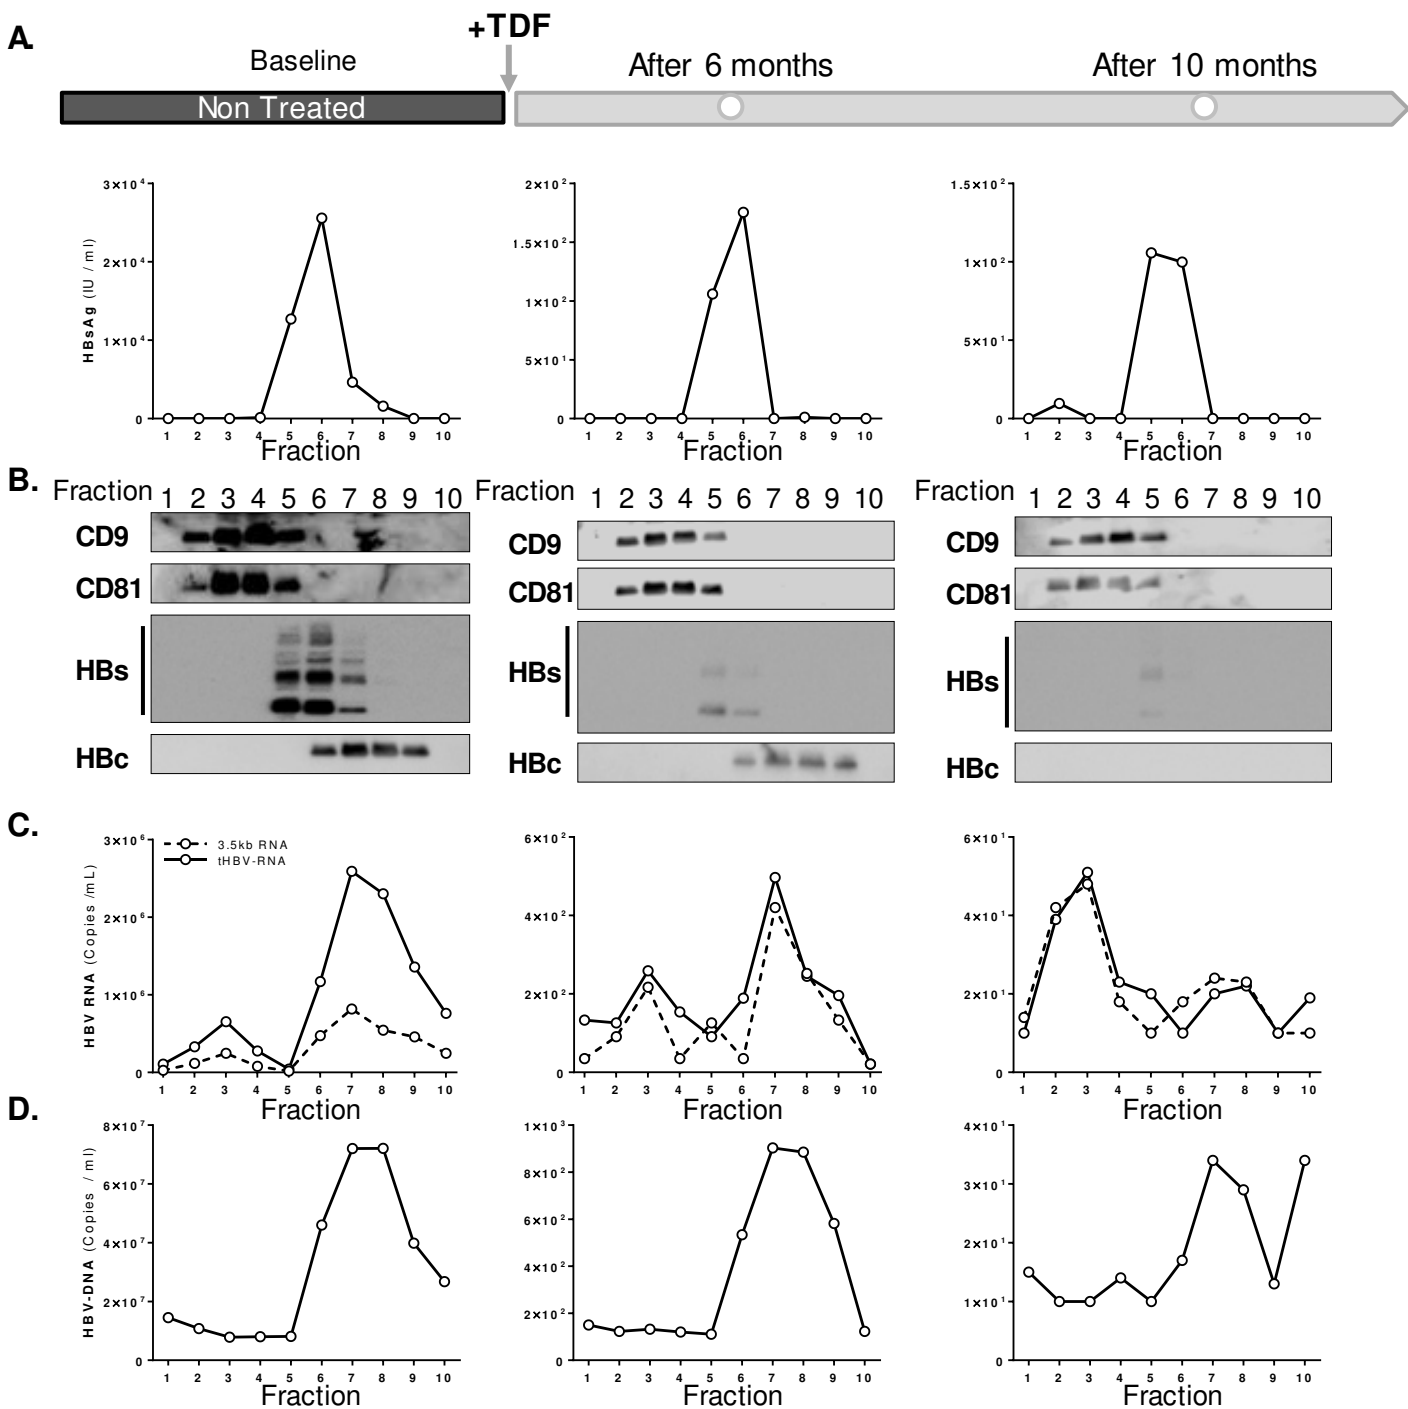 A.
+TDF
Baseline
After 6 months
After 10 months
Non Treated
HBsAg (IU / ml)
3×10⁴
2×10⁴
1×10⁴
0
1 2 3 4 5 6 7 8 9 10
Fraction
2×10²
1.5×10²
1×10²
5×10¹
0
1 2 3 4 5 6 7 8 9 10
Fraction
1.5×10²
1×10²
5×10¹
0
1 2 3 4 5 6 7 8 9 10
Fraction
B.
Fraction 1 2 3 4 5 6 7 8 9 10
CD9
CD81
HBs
HBc
Fraction 1 2 3 4 5 6 7 8 9 10
CD9
CD81
HBs
HBc
Fraction 1 2 3 4 5 6 7 8 9 10
CD9
CD81
HBs
HBc
C.
HBV RNA (Copies /mL)
3×10⁶
2×10⁶
1×10⁶
0
3.5kb RNA
tHBV-RNA
1 2 3 4 5 6 7 8 9 10
Fraction
6×10²
4×10²
2×10²
0
1 2 3 4 5 6 7 8 9 10
Fraction
6×10¹
4×10¹
2×10¹
0
1 2 3 4 5 6 7 8 9 10
Fraction
D.
HBV-DNA (Copies / ml)
8×10⁷
6×10⁷
4×10⁷
2×10⁷
0
1 2 3 4 5 6 7 8 9 10
Fraction
1×10³
8×10²
6×10²
4×10²
2×10²
0
1 2 3 4 5 6 7 8 9 10
Fraction
4×10¹
3×10¹
2×10¹
1×10¹
0
1 2 3 4 5 6 7 8 9 10
Fraction